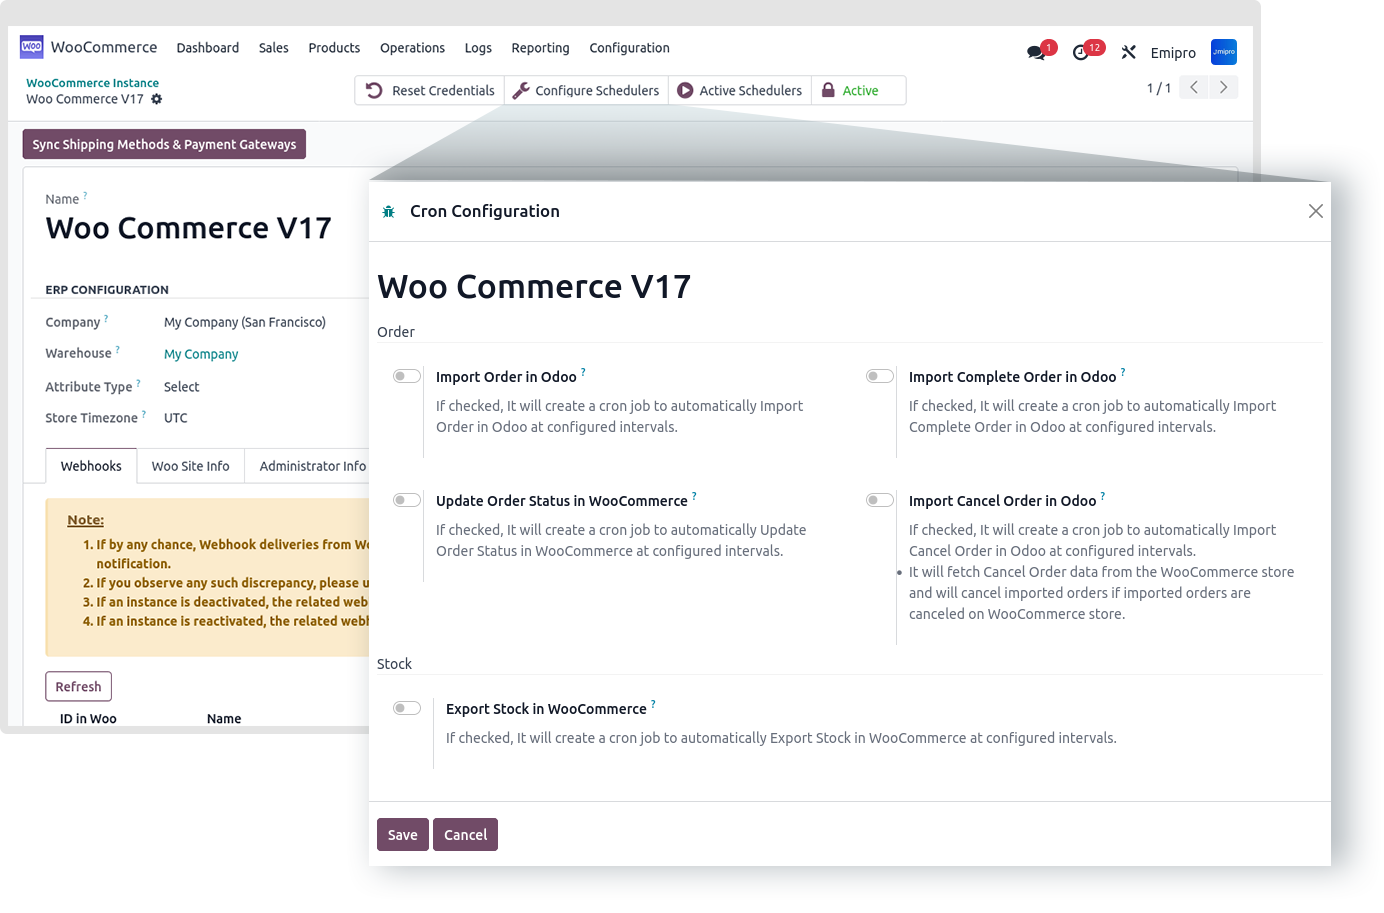 WOO WooCommerce Dashboard Sales Products Operations Logs Reporting Configuration 1 12 Emipro
WooCommerce Instance
Woo Commerce V17
Reset Credentials Configure Schedulers Active Schedulers Active
1 / 1
Sync Shipping Methods & Payment Gateways
Name ?
Woo Commerce V17
ERP CONFIGURATION
Company ? My Company (San Francisco)
Warehouse ? My Company
Attribute Type ? Select
Store Timezone ? UTC
Webhooks Woo Site Info Administrator Info
Note:
1. If by any chance, Webhook deliveries from
notification.
2. If you observe any such discrepancy, please
3. If an instance is deactivated, the related
4. If an instance is reactivated, the related
Refresh
ID in Woo Name
Cron Configuration
Woo Commerce V17
Order
Import Order in Odoo ?
If checked, It will create a cron job to automatically Import
Order in Odoo at configured intervals.
Import Complete Order in Odoo ?
If checked, It will create a cron job to automatically Import
Complete Order in Odoo at configured intervals.
Update Order Status in WooCommerce ?
If checked, It will create a cron job to automatically Update
Order Status in WooCommerce at configured intervals.
Import Cancel Order in Odoo ?
If checked, It will create a cron job to automatically Import
Cancel Order in Odoo at configured intervals.
• It will fetch Cancel Order data from the WooCommerce store
and will cancel imported orders if imported orders are
canceled on WooCommerce store.
Stock
Export Stock in WooCommerce ?
If checked, It will create a cron job to automatically Export Stock in WooCommerce at configured intervals.
Save Cancel